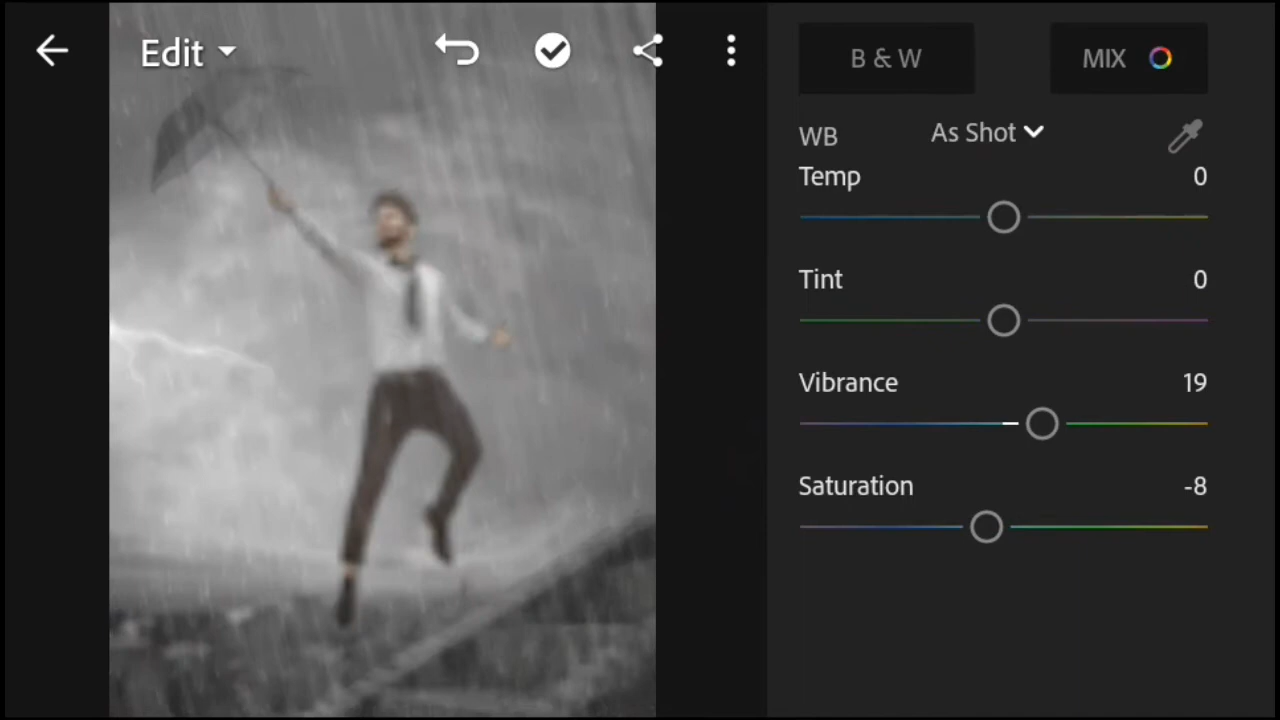 Edit
B & W
MIX
WB
As Shot
Temp
0
Tint
0
Vibrance
19
Saturation
-8